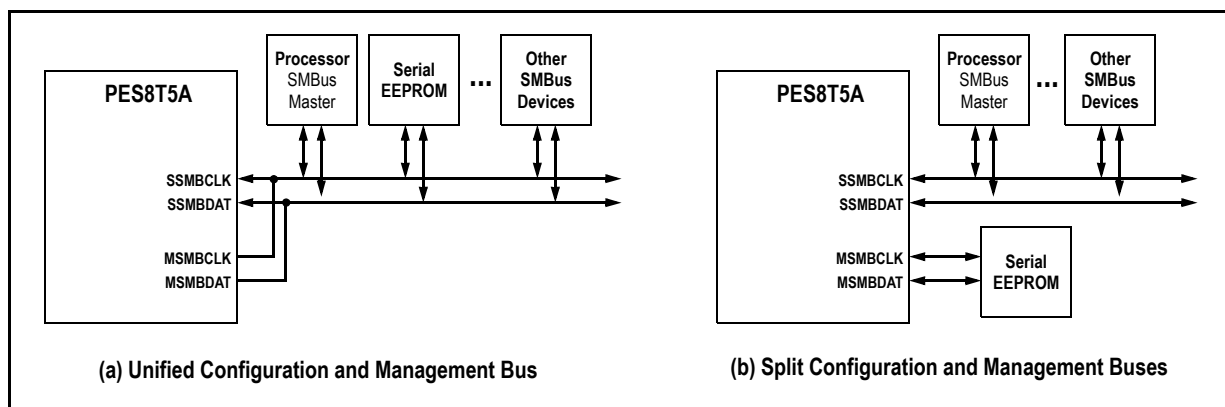 PES8T5A
Processor
SMBus
Master
Serial
EEPROM
...
Other
SMBus
Devices
SSMBCLK
SSMBDAT
MSMBCLK
MSMBDAT
(a) Unified Configuration and Management Bus
PES8T5A
Processor
SMBus
Master
...
Other
SMBus
Devices
SSMBCLK
SSMBDAT
MSMBCLK
MSMBDAT
Serial
EEPROM
(b) Split Configuration and Management Buses